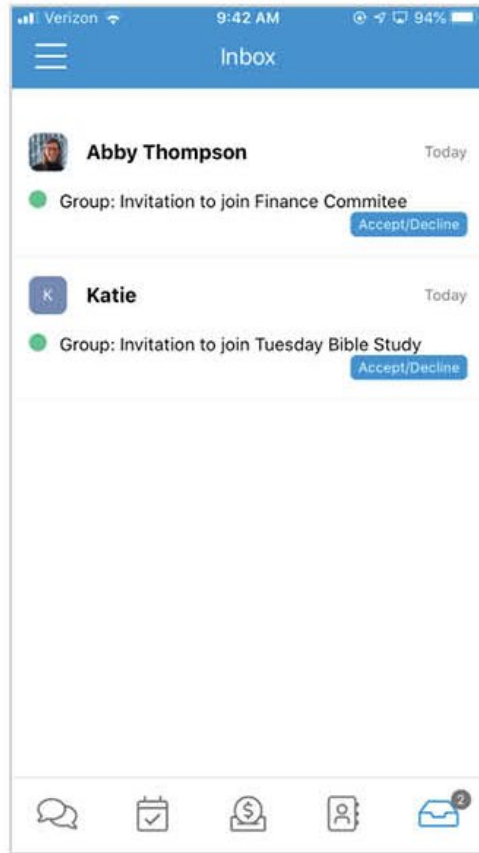 Verizon 9:42 AM 94%
Inbox
Abby Thompson Today
Group: Invitation to join Finance Commitee
Accept/Decline
K Katie Today
Group: Invitation to join Tuesday Bible Study
Accept/Decline
$ 2